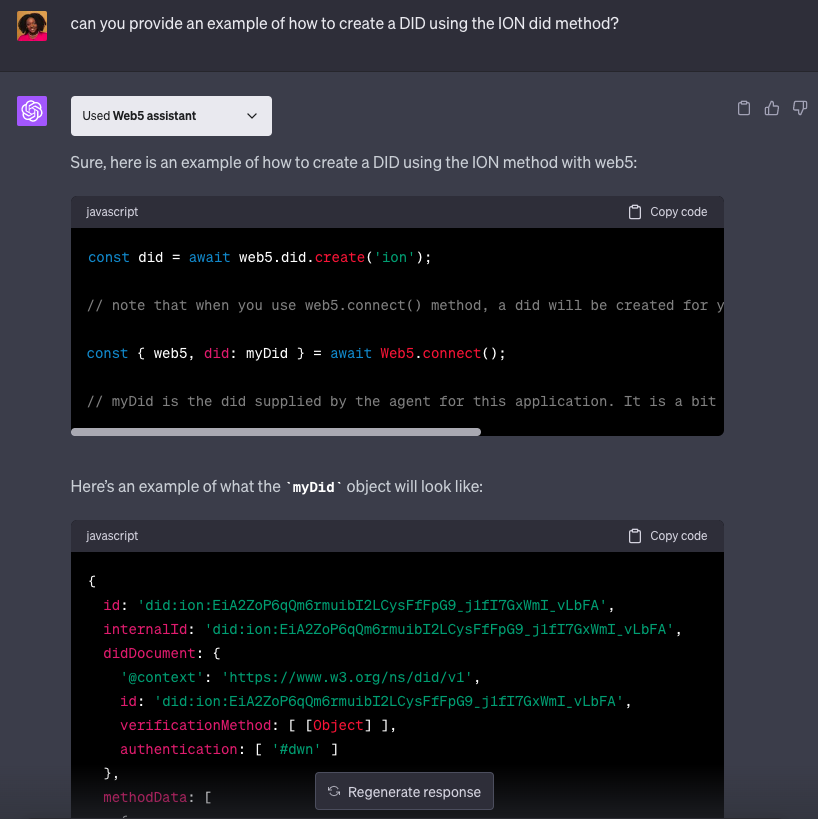 can you provide an example of how to create a DID using the ION did method?
Used Web5 assistant
Sure, here is an example of how to create a DID using the ION method with web5:
javascript
Copy code
const did = await web5.did.create('ion');
// note that when you use web5.connect() method, a did will be created for y
const { web5, did: myDid } = await Web5.connect();
// myDid is the did supplied by the agent for this application. It is a bit
Here's an example of what the `myDid` object will look like:
javascript
Copy code
{
id: 'did:ion:EiA2ZoP6qQm6rmuibI2LCysFfFpG9_j1fI7GxWmI_vLbFA',
internalId: 'did:ion:EiA2ZoP6qQm6rmuibI2LCysFfFpG9_j1fI7GxWmI_vLbFA',
didDocument: {
'@context': 'https://www.w3.org/ns/did/v1',
id: 'did:ion:EiA2ZoP6qQm6rmuibI2LCysFfFpG9_j1fI7GxWmI_vLbFA',
verificationMethod: [ [Object] ],
authentication: [ '#dwn' ]
},
methodData: [
Regenerate response